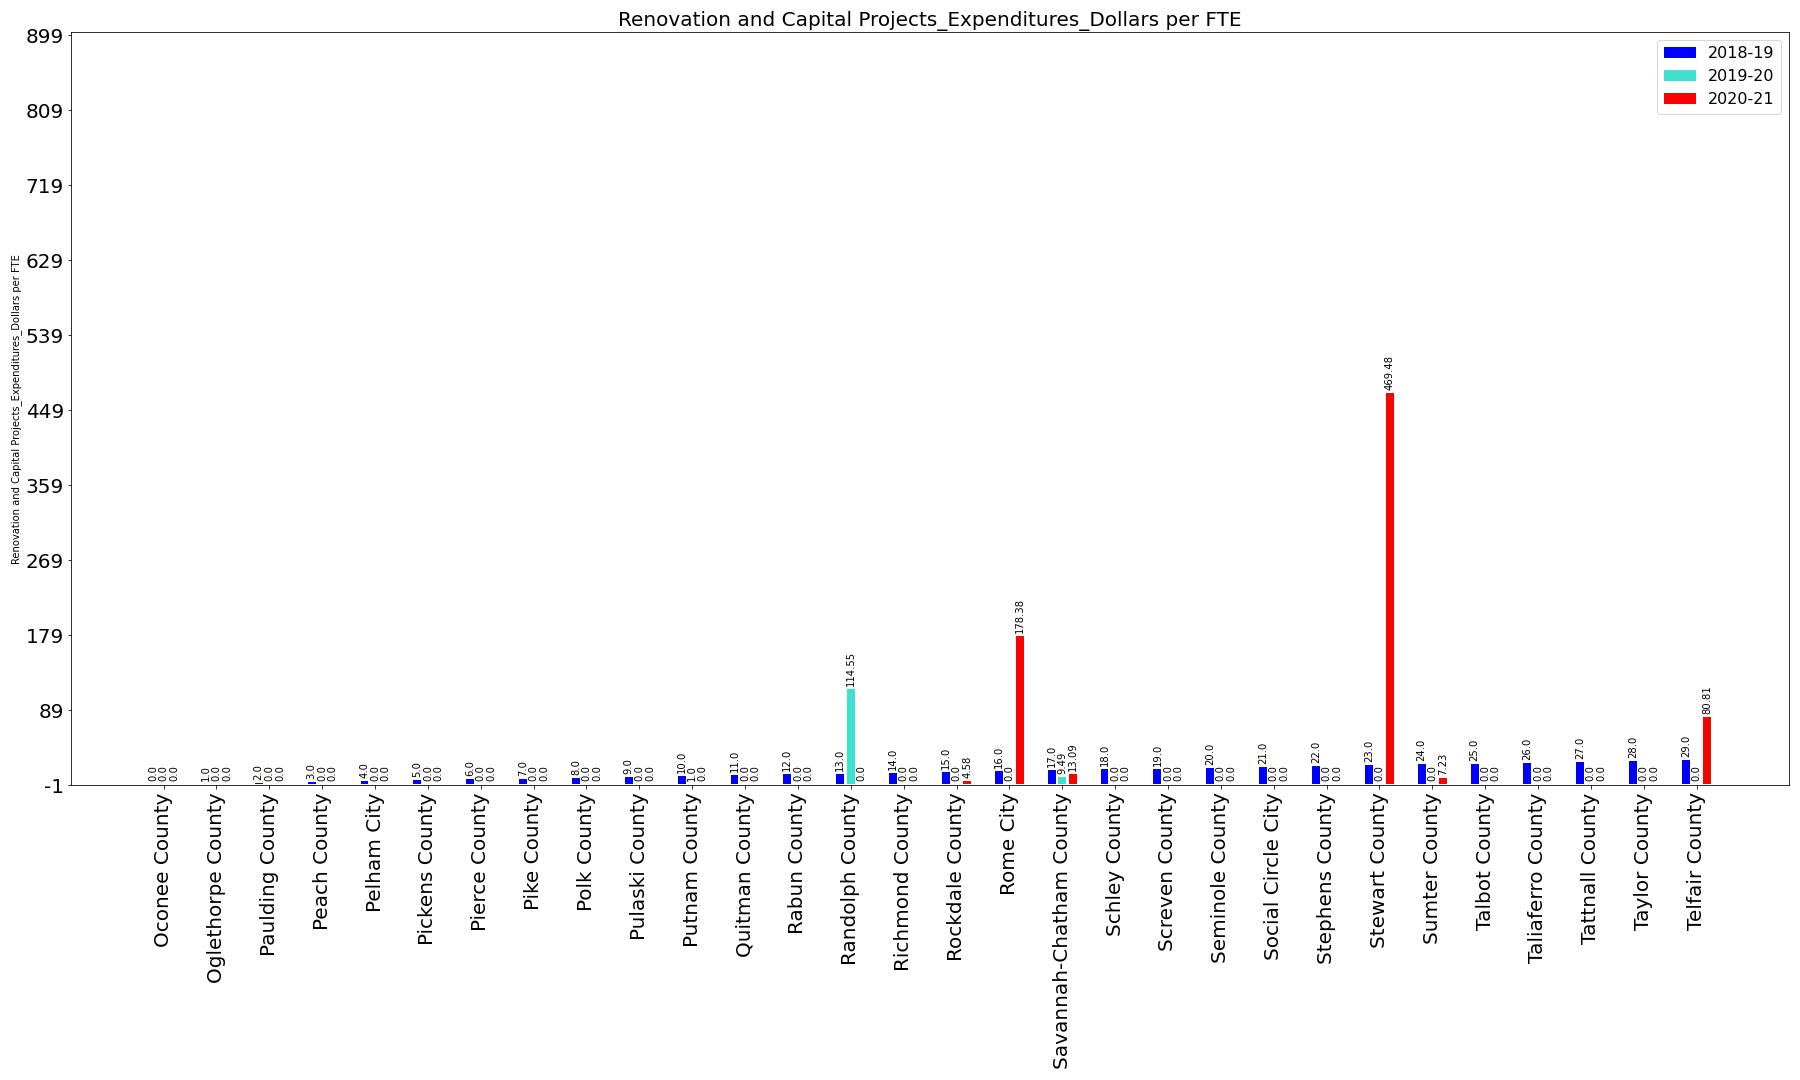 Renovation and Capital Projects_Expenditures_Dollars per FTE
2018-19
2019-20
2020-21
Renovation and Capital Projects_Expenditures_Dollars per FTE
899
809
719
629
539
449
359
269
179
89
-1
0.0 0.0 0.0
1.0 0.0 0.0
2.0 0.0 0.0
3.0 0.0 0.0
4.0 0.0 0.0
5.0 0.0 0.0
6.0 0.0 0.0
7.0 0.0 0.0
8.0 0.0 0.0
9.0 0.0 0.0
10.0 1.0 0.0
11.0 0.0 0.0
12.0 0.0 0.0
13.0 114.55 0.0
14.0 0.0 0.0
15.0 0.0 4.58
16.0 0.0 178.38
17.0 9.49 13.09
18.0 0.0 0.0
19.0 0.0 0.0
20.0 0.0 0.0
21.0 0.0 0.0
22.0 0.0 0.0
23.0 0.0 469.48
24.0 0.0 7.23
25.0 0.0 0.0
26.0 0.0 0.0
27.0 0.0 0.0
28.0 0.0 0.0
29.0 0.0 80.81
Oconee County
Oglethorpe County
Paulding County
Peach County
Pelham City
Pickens County
Pierce County
Pike County
Polk County
Pulaski County
Putnam County
Quitman County
Rabun County
Randolph County
Richmond County
Rockdale County
Rome City
Savannah-Chatham County
Schley County
Screven County
Seminole County
Social Circle City
Stephens County
Stewart County
Sumter County
Talbot County
Taliaferro County
Tattnall County
Taylor County
Telfair County